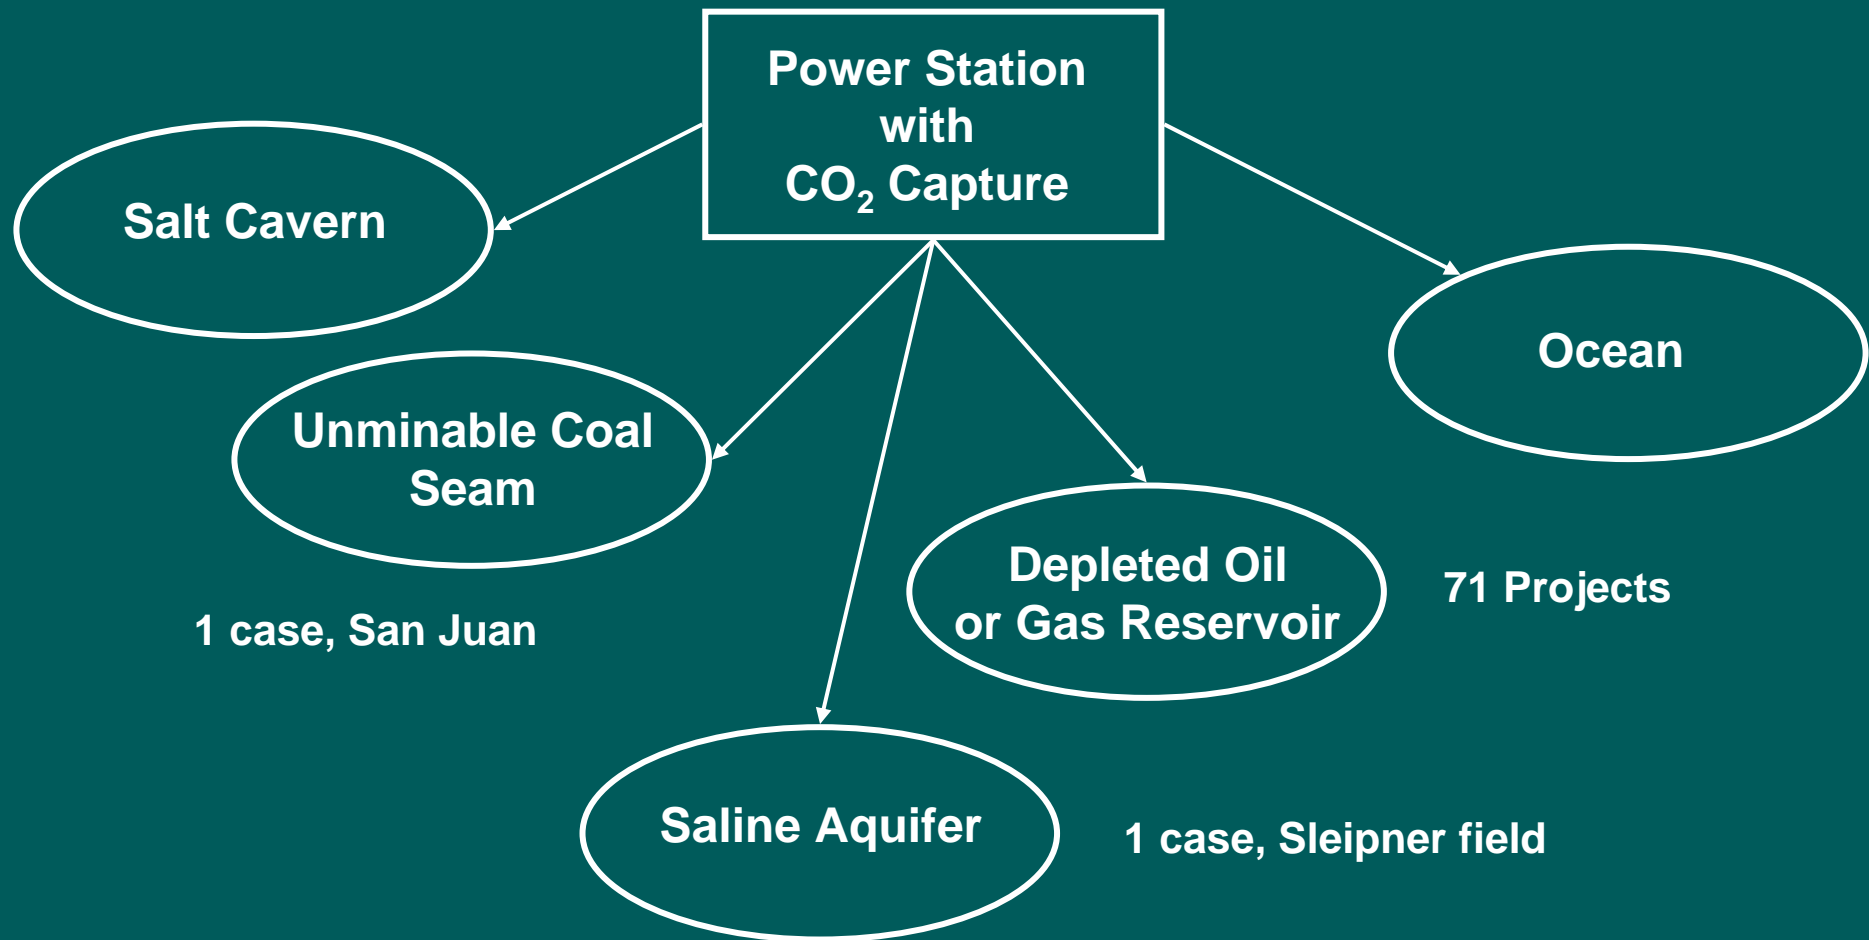 Power Station
with
CO₂ Capture
Salt Cavern
Ocean
Unminable Coal
Seam
1 case, San Juan
Depleted Oil
or Gas Reservoir
71 Projects
Saline Aquifer
1 case, Sleipner field